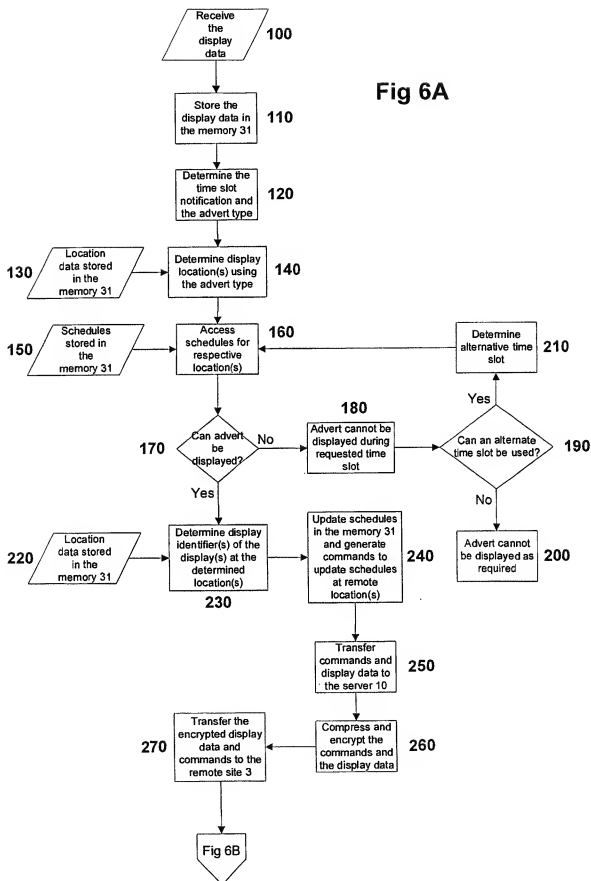 Receive
the
display
data
100
Fig 6A
Store the
display data in
the memory 31
110
Determine the
time slot
notification and
the advert type
120
130
Location
data stored
in the
memory 31
Determine display
location(s) using
the advert type
140
150
Schedules
stored in
the
memory 31
Access
schedules for
respective
location(s)
160
Determine
alternative time
slot
210
Yes
170
Can advert
be
displayed?
No
180
Advert cannot be
displayed during
requested time
slot
Can an alternate
time slot be used?
190
Yes
No
220
Location
data stored
in the
memory 31
Determine display
identifier(s) of the
display(s) at the
determined
location(s)
230
Update schedules
in the memory 31
and generate
commands to
update schedules
at remote
location(s)
240
Advert cannot
be displayed as
required
200
Transfer
commands and
display data to
the server 10
250
270
Transfer the
encrypted display
data and
commands to the
remote site 3
Compress and
encrypt the
commands and
the display data
260
Fig 6B